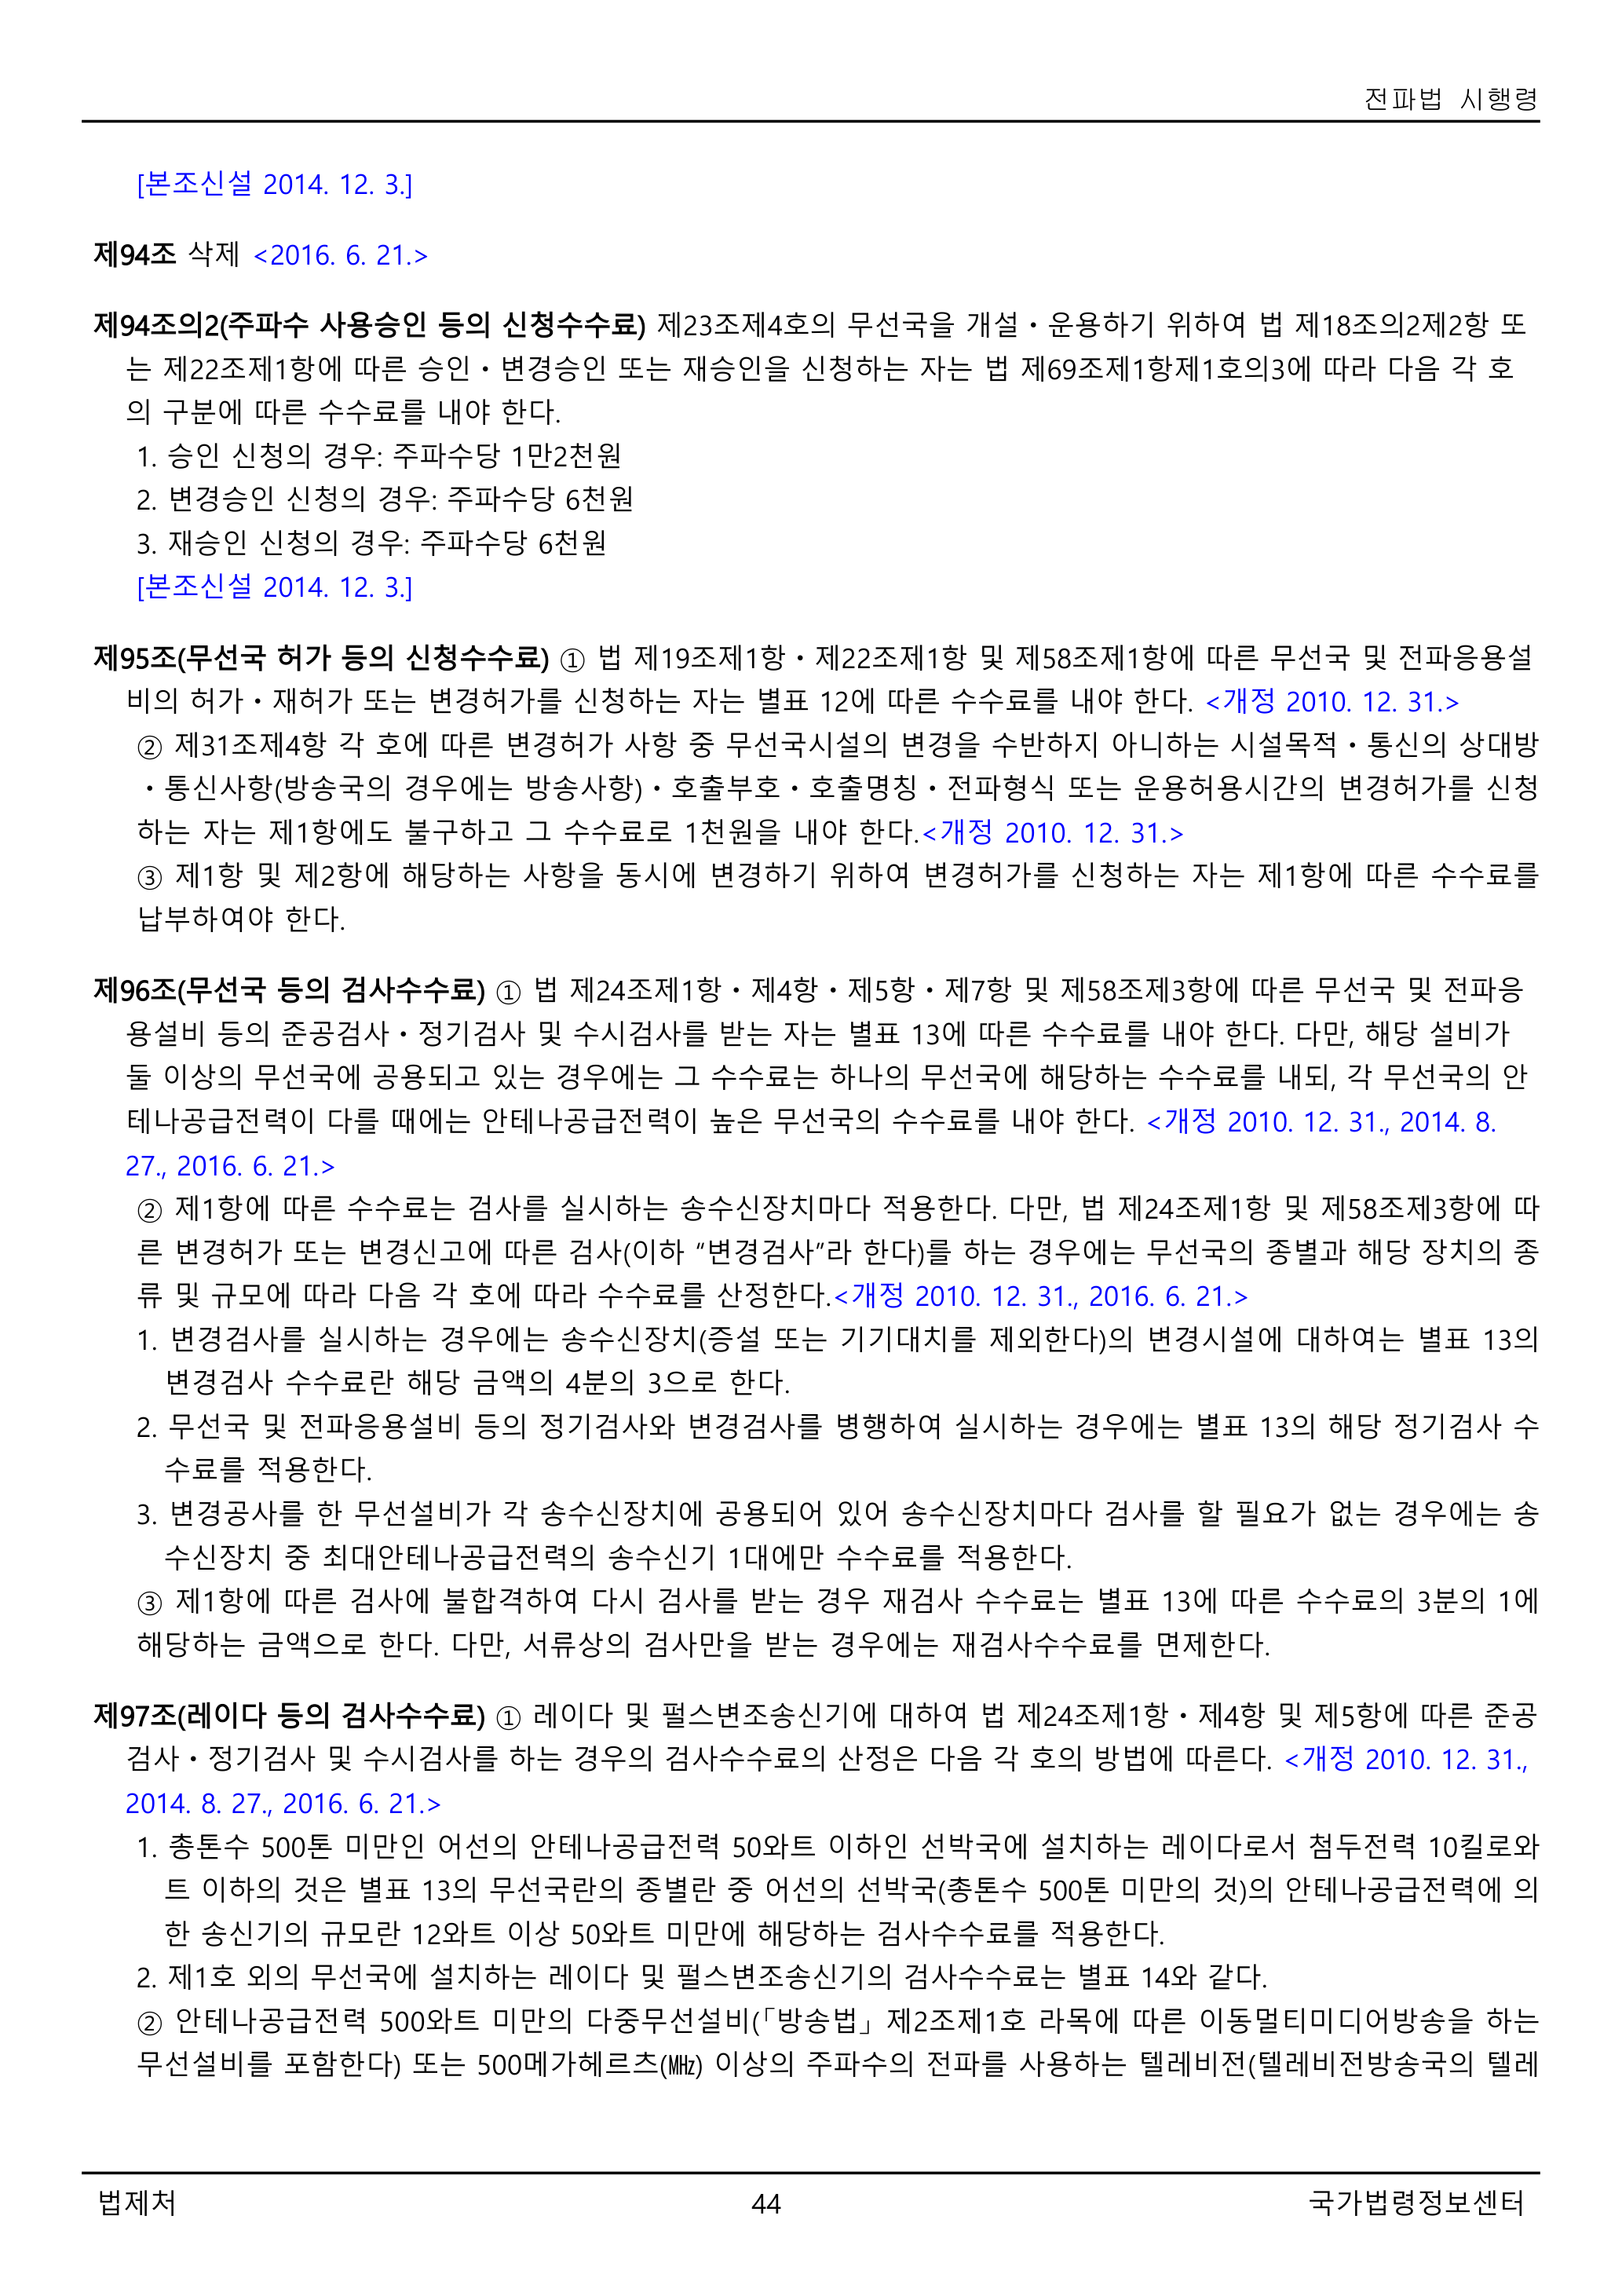 전파법 시행령
[본조신설 2014. 12. 3.]
제94조 삭제 <2016. 6. 21.>
제94조의2(주파수 사용승인 등의 신청수수료) 제23조제4호의 무선국을 개설ㆍ운용하기 위하여 법 제18조의2제2항 또
는 제22조제1항에 따른 승인ㆍ변경승인 또는 재승인을 신청하는 자는 법 제69조제1항제1호의3에 따라 다음 각 호
의 구분에 따른 수수료를 내야 한다.
1. 승인 신청의 경우: 주파수당 1만2천원
2. 변경승인 신청의 경우: 주파수당 6천원
3. 재승인 신청의 경우: 주파수당 6천원
[본조신설 2014. 12. 3.]
제95조(무선국 허가 등의 신청수수료) ① 법 제19조제1항ㆍ제22조제1항 및 제58조제1항에 따른 무선국 및 전파응용설
비의 허가ㆍ재허가 또는 변경허가를 신청하는 자는 별표 12에 따른 수수료를 내야 한다. <개정 2010. 12. 31.>
② 제31조제4항 각 호에 따른 변경허가 사항 중 무선국시설의 변경을 수반하지 아니하는 시설목적ㆍ통신의 상대방
ㆍ통신사항(방송국의 경우에는 방송사항)ㆍ호출부호ㆍ호출명칭ㆍ전파형식 또는 운용허용시간의 변경허가를 신청
하는 자는 제1항에도 불구하고 그 수수료로 1천원을 내야 한다.<개정 2010. 12. 31.>
③ 제1항 및 제2항에 해당하는 사항을 동시에 변경하기 위하여 변경허가를 신청하는 자는 제1항에 따른 수수료를
납부하여야 한다.
제96조(무선국 등의 검사수수료) ① 법 제24조제1항ㆍ제4항ㆍ제5항ㆍ제7항 및 제58조제3항에 따른 무선국 및 전파응
용설비 등의 준공검사ㆍ정기검사 및 수시검사를 받는 자는 별표 13에 따른 수수료를 내야 한다. 다만, 해당 설비가
둘 이상의 무선국에 공용되고 있는 경우에는 그 수수료는 하나의 무선국에 해당하는 수수료를 내되, 각 무선국의 안
테나공급전력이 다를 때에는 안테나공급전력이 높은 무선국의 수수료를 내야 한다. <개정 2010. 12. 31., 2014. 8.
27., 2016. 6. 21.>
② 제1항에 따른 수수료는 검사를 실시하는 송수신장치마다 적용한다. 다만, 법 제24조제1항 및 제58조제3항에 따
른 변경허가 또는 변경신고에 따른 검사(이하 “변경검사”라 한다)를 하는 경우에는 무선국의 종별과 해당 장치의 종
류 및 규모에 따라 다음 각 호에 따라 수수료를 산정한다.<개정 2010. 12. 31., 2016. 6. 21.>
1. 변경검사를 실시하는 경우에는 송수신장치(증설 또는 기기대치를 제외한다)의 변경시설에 대하여는 별표 13의
변경검사 수수료란 해당 금액의 4분의 3으로 한다.
2. 무선국 및 전파응용설비 등의 정기검사와 변경검사를 병행하여 실시하는 경우에는 별표 13의 해당 정기검사 수
수료를 적용한다.
3. 변경공사를 한 무선설비가 각 송수신장치에 공용되어 있어 송수신장치마다 검사를 할 필요가 없는 경우에는 송
수신장치 중 최대안테나공급전력의 송수신기 1대에만 수수료를 적용한다.
③ 제1항에 따른 검사에 불합격하여 다시 검사를 받는 경우 재검사 수수료는 별표 13에 따른 수수료의 3분의 1에
해당하는 금액으로 한다. 다만, 서류상의 검사만을 받는 경우에는 재검사수수료를 면제한다.
제97조(레이다 등의 검사수수료) ① 레이다 및 펄스변조송신기에 대하여 법 제24조제1항ㆍ제4항 및 제5항에 따른 준공
검사ㆍ정기검사 및 수시검사를 하는 경우의 검사수수료의 산정은 다음 각 호의 방법에 따른다. <개정 2010. 12. 31.,
2014. 8. 27., 2016. 6. 21.>
1. 총톤수 500톤 미만인 어선의 안테나공급전력 50와트 이하인 선박국에 설치하는 레이다로서 첨두전력 10킬로와
트 이하의 것은 별표 13의 무선국란의 종별란 중 어선의 선박국(총톤수 500톤 미만의 것)의 안테나공급전력에 의
한 송신기의 규모란 12와트 이상 50와트 미만에 해당하는 검사수수료를 적용한다.
2. 제1호 외의 무선국에 설치하는 레이다 및 펄스변조송신기의 검사수수료는 별표 14와 같다.
② 안테나공급전력 500와트 미만의 다중무선설비(「방송법」 제2조제1호 라목에 따른 이동멀티미디어방송을 하는
무선설비를 포함한다) 또는 500메가헤르츠(㎒) 이상의 주파수의 전파를 사용하는 텔레비전(텔레비전방송국의 텔레
법제처
44
국가법령정보센터